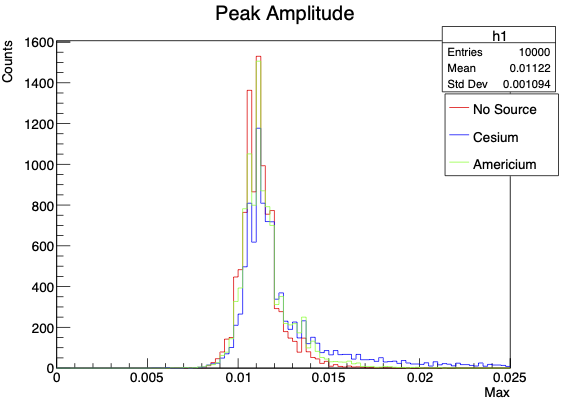 Peak Amplitude
Counts
h1
Entries 10000
Mean 0.01122
Std Dev 0.001094
No Source
Cesium
Americium
1600
1400
1200
1000
800
600
400
200
0
0 0.005 0.01 0.015 0.02 0.025
Max